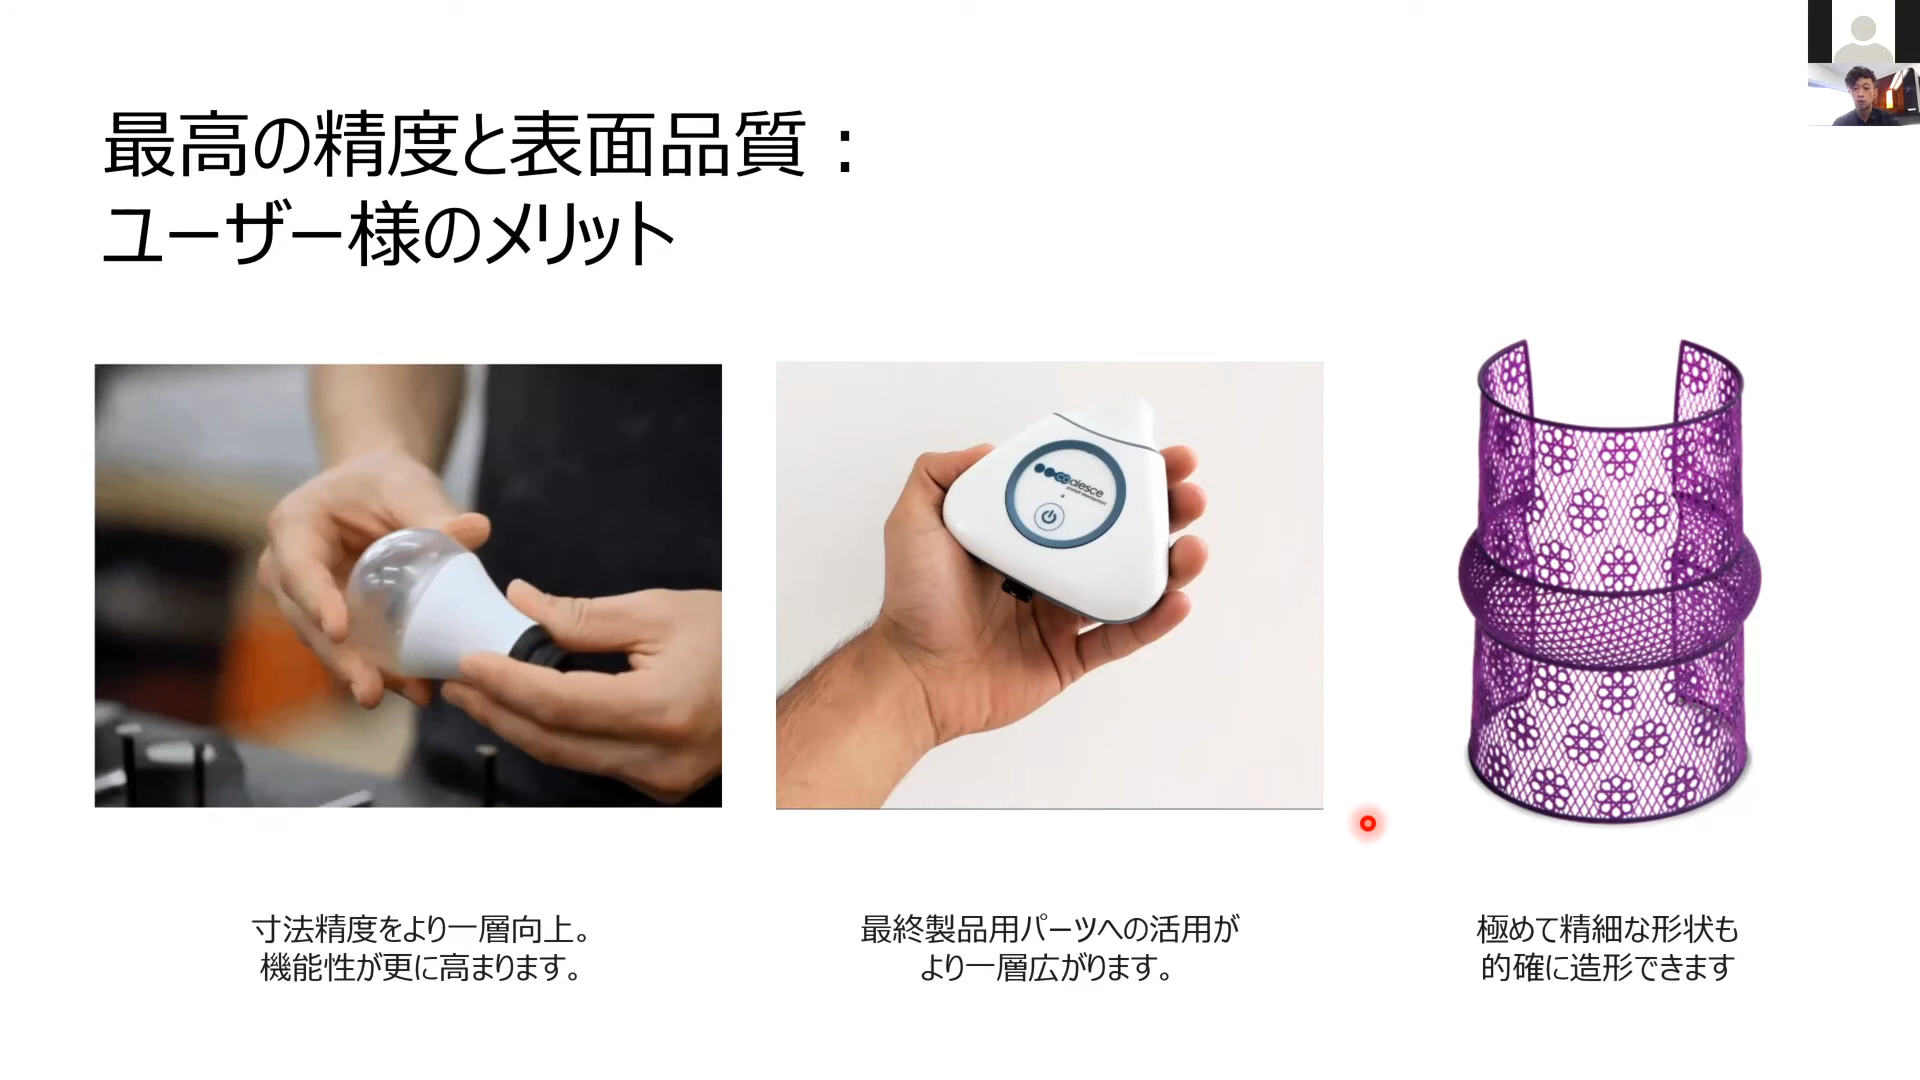 最高の精度と表面品質：
ユーザー様のメリット
coalesce
product development
寸法精度をより一層向上。
機能性が更に高まります。
最終製品用パーツへの活用が
より一層広がります。
極めて精細な形状も
的確に造形できます